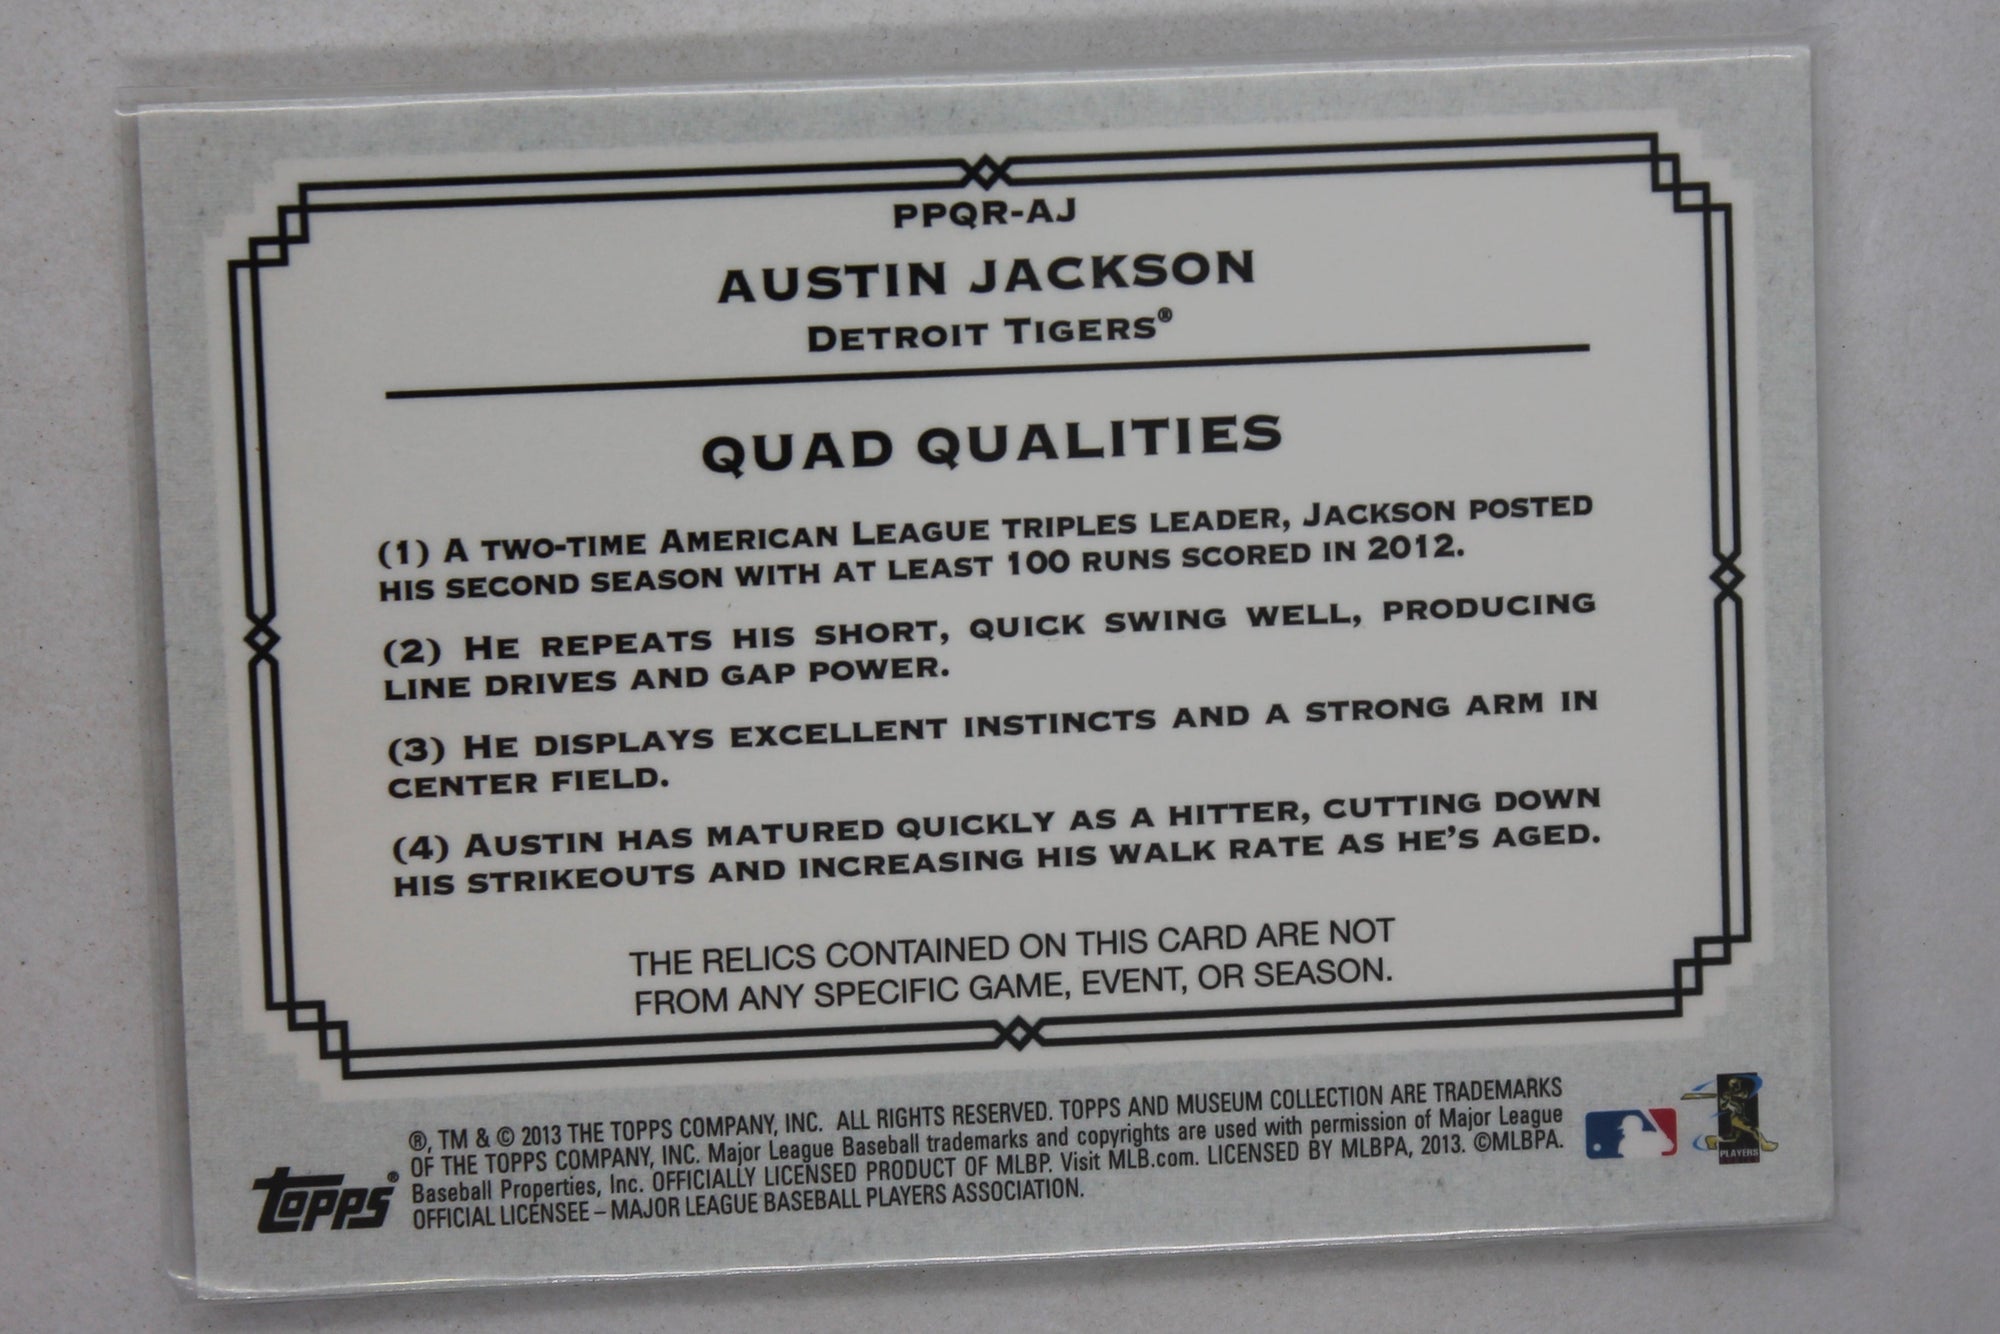 PPQR-AJ
AUSTIN JACKSON
DETROIT TIGERS®
QUAD QUALITIES
(1) A TWO-TIME AMERICAN LEAGUE TRIPLES LEADER, JACKSON POSTED
HIS SECOND SEASON WITH AT LEAST 100 RUNS SCORED IN 2012.
(2) HE REPEATS HIS SHORT, QUICK SWING WELL, PRODUCING
LINE DRIVES AND GAP POWER.
(3) HE DISPLAYS EXCELLENT INSTINCTS AND A STRONG ARM IN
CENTER FIELD.
(4) AUSTIN HAS MATURED QUICKLY AS A HITTER, CUTTING DOWN
HIS STRIKEOUTS AND INCREASING HIS WALK RATE AS HE'S AGED.
THE RELICS CONTAINED ON THIS CARD ARE NOT
FROM ANY SPECIFIC GAME, EVENT, OR SEASON.
®, TM & © 2013 THE TOPPS COMPANY, INC. ALL RIGHTS RESERVED. TOPPS AND MUSEUM COLLECTION ARE TRADEMARKS
OF THE TOPPS COMPANY, INC. Major League Baseball trademarks and copyrights are used with permission of Major League
Baseball Properties, Inc. OFFICIALLY LICENSED PRODUCT OF MLBP. Visit MLB.com. LICENSED BY MLBPA, 2013. ©MLBPA.
OFFICIAL LICENSEE – MAJOR LEAGUE BASEBALL PLAYERS ASSOCIATION.
TOPPS®
PLAYERS